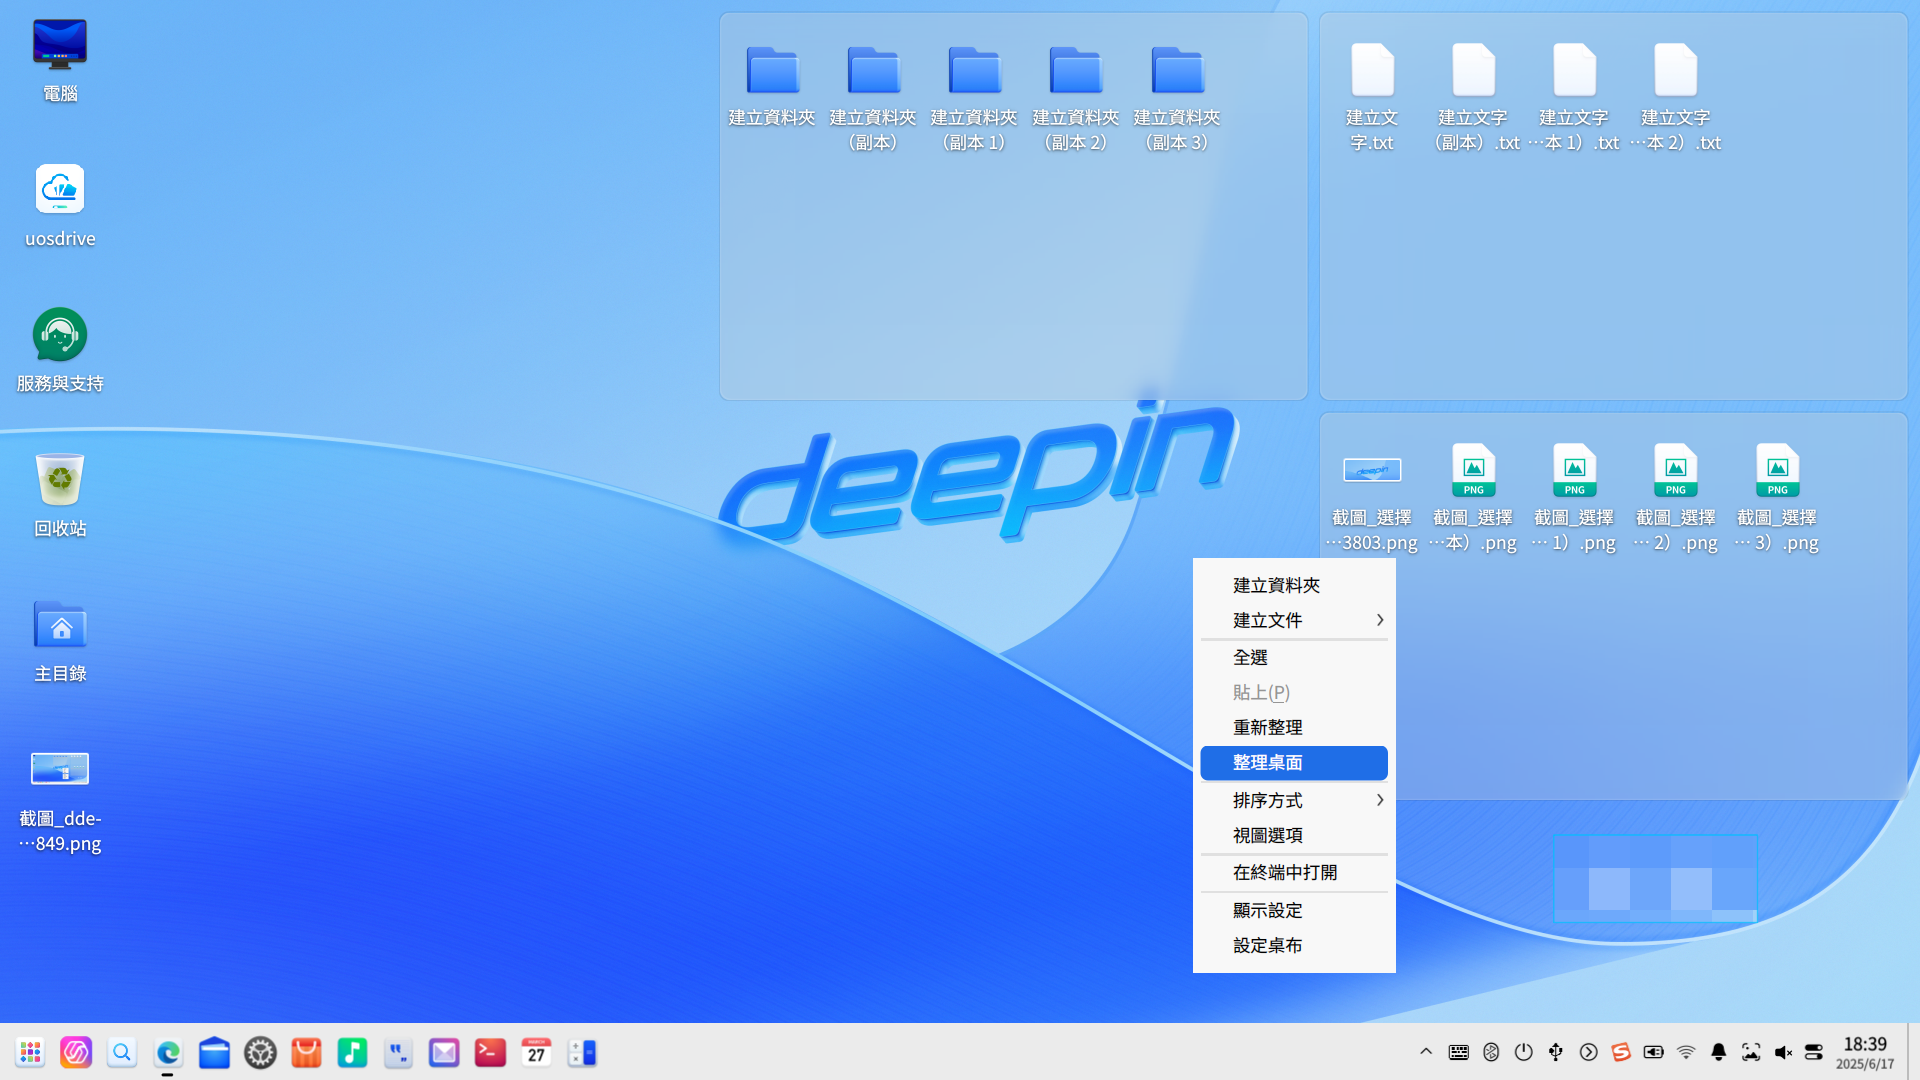 電腦
uosdrive
服務與支持
回收站
主目錄
截圖_dde-
…849.png
建立資料夾
建立資料夾
（副本）
建立資料夾
（副本 1）
建立資料夾
（副本 2）
建立資料夾
（副本 3）
建立文
字.txt
建立文字
（副本）.txt
建立文字
…本 1）.txt
建立文字
…本 2）.txt
截圖_選擇
…3803.png
截圖_選擇
…本）.png
截圖_選擇
… 1）.png
截圖_選擇
… 2）.png
截圖_選擇
… 3）.png
PNG
PNG
PNG
PNG
deepin
建立資料夾
建立文件
全選
貼上(P)
重新整理
整理桌面
排序方式
視圖選項
在終端中打開
顯示設定
設定桌布
27
18:39
2025/6/17